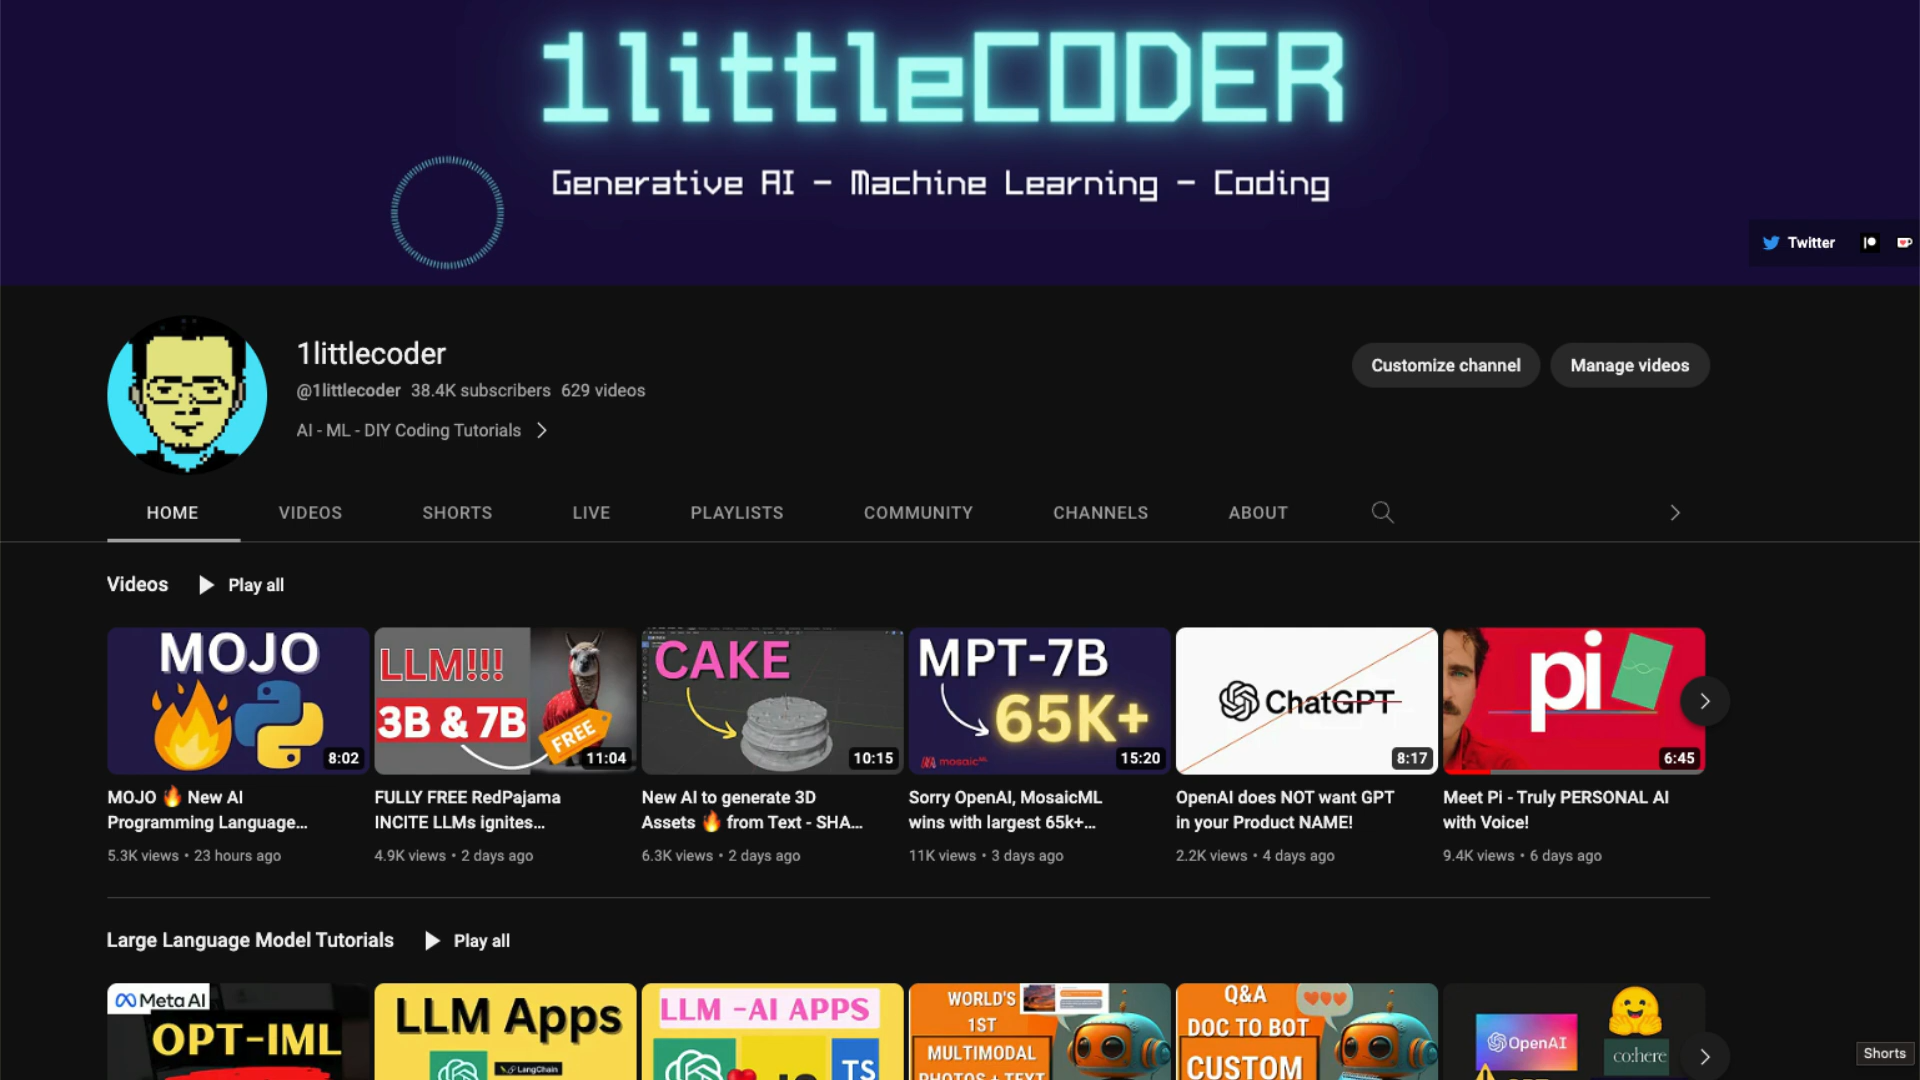 1littleCODER
Generative AI - Machine Learning - Coding
Twitter
1littlecoder
@1littlecoder 38.4K subscribers 629 videos
AI - ML - DIY Coding Tutorials
Customize channel
Manage videos
HOME VIDEOS SHORTS LIVE PLAYLISTS COMMUNITY CHANNELS ABOUT
Videos
Play all
MOJO
8:02
LLM!!!
3B & 7B
FREE
11:04
CAKE
10:15
MPT-7B
65K+
mosaic
15:20
ChatGPT
8:17
pi
6:45
MOJO 🔥 New AI
Programming Language...
5.3K views • 23 hours ago
FULLY FREE RedPajama
INCITE LLMs ignites...
4.9K views • 2 days ago
New AI to generate 3D
Assets 🔥 from Text - SHA...
6.3K views • 2 days ago
Sorry OpenAI, MosaicML
wins with largest 65k+...
11K views • 3 days ago
OpenAI does NOT want GPT
in your Product NAME!
2.2K views • 4 days ago
Meet Pi - Truly PERSONAL AI
with Voice!
9.4K views • 6 days ago
Large Language Model Tutorials
Play all
Meta AI
OPT-IML
LLM Apps
LangChain
LLM -AI APPS
TS
WORLD'S
1ST
MULTIMODAL
PHOTOS + TEXT
Q&A
DOC TO BOT
CUSTOM
OpenAI
co:here
Shorts